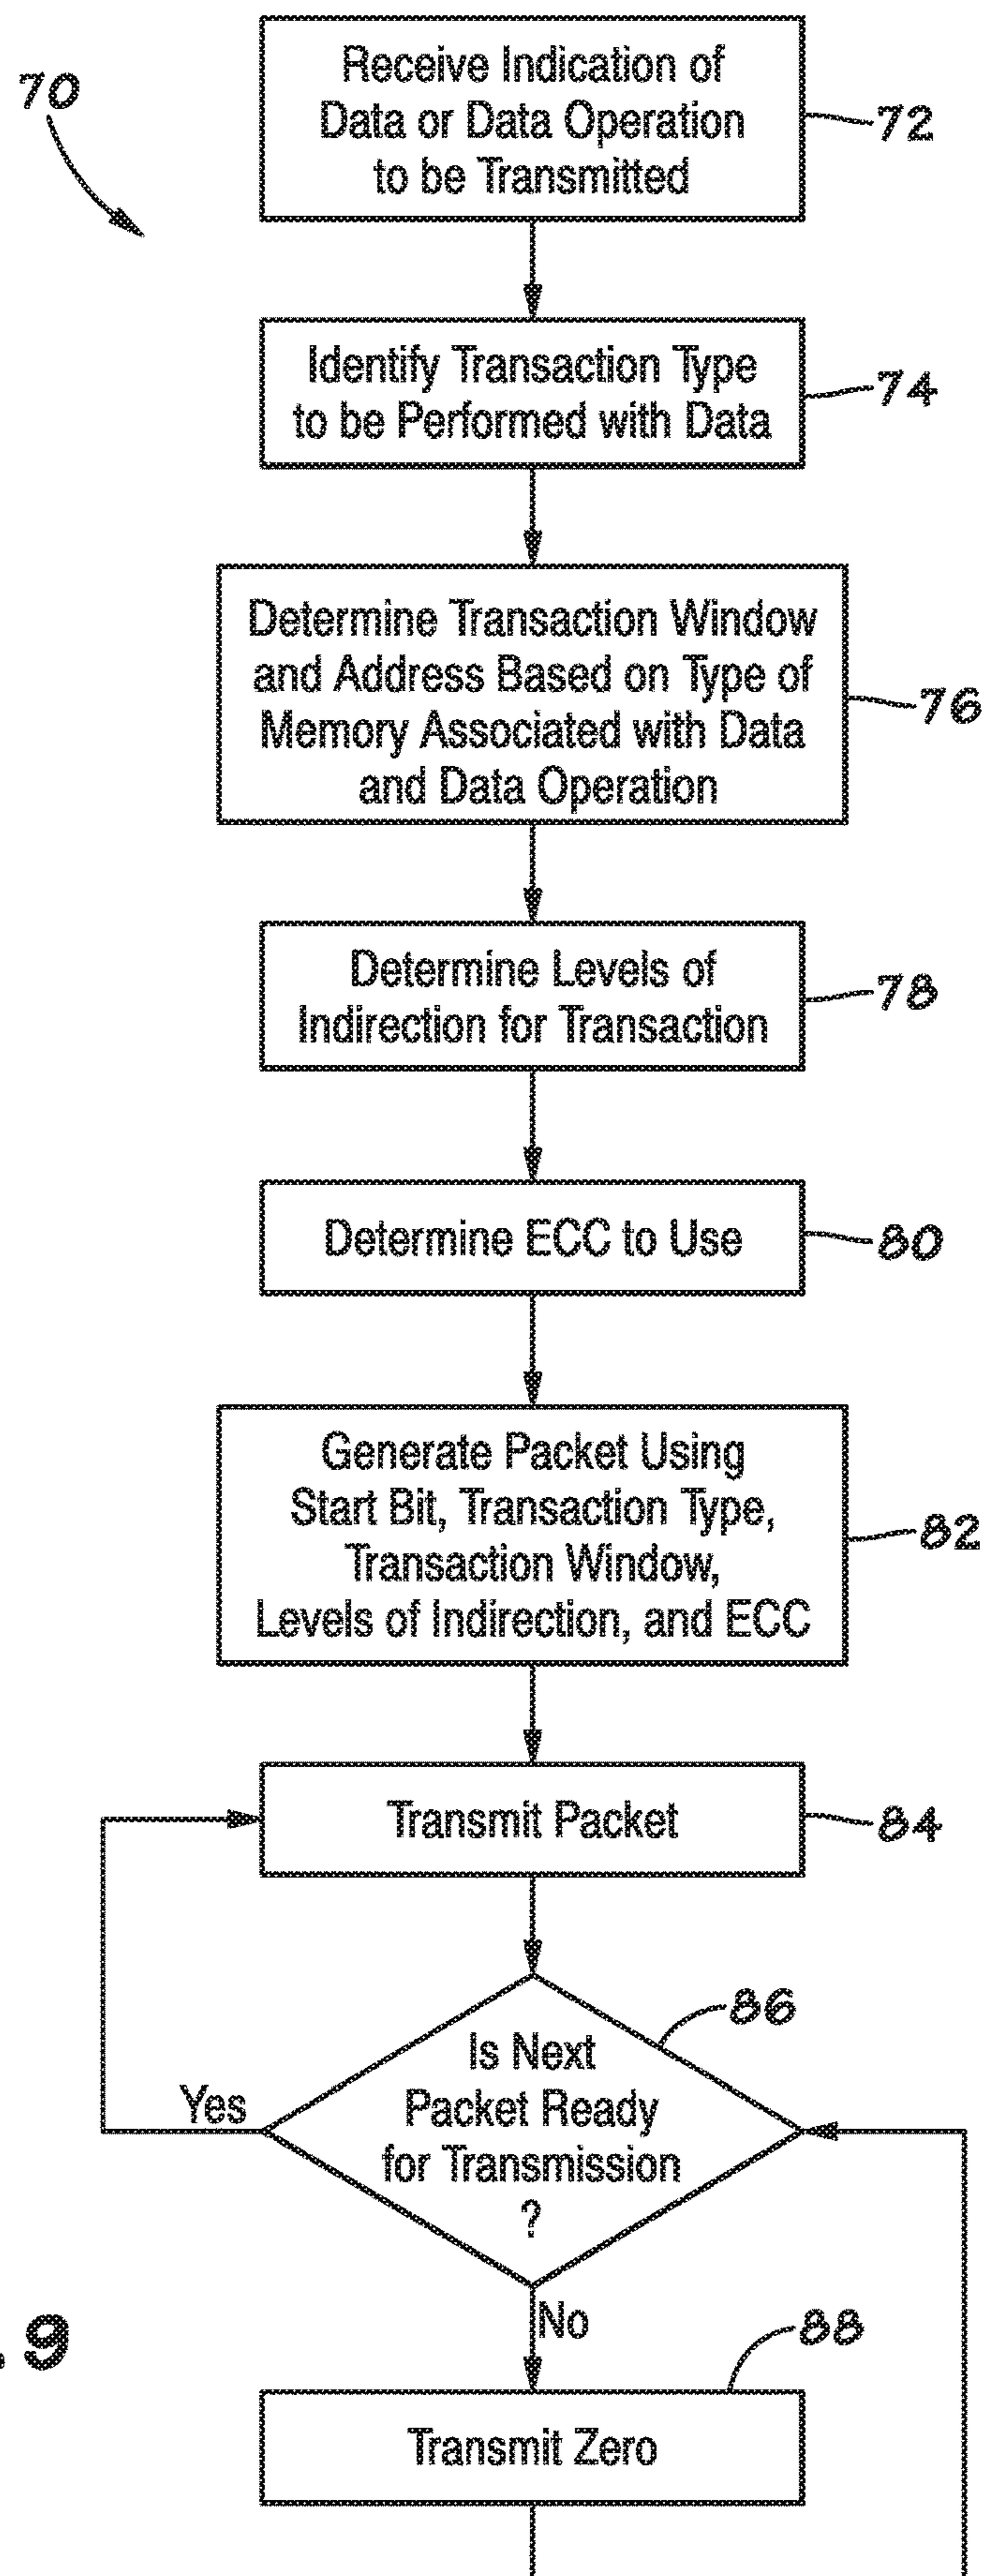 70
Receive Indication of
Data or Data Operation
to be Transmitted
72
Identify Transaction Type
to be Performed with Data
74
Determine Transaction Window
and Address Based on Type of
Memory Associated with Data
and Data Operation
76
Determine Levels of
Indirection for Transaction
78
Determine ECC to Use
80
Generate Packet Using
Start Bit, Transaction Type,
Transaction Window,
Levels of Indirection, and ECC
82
Transmit Packet
84
86
Is Next
Packet Ready
for Transmission
?
Yes
No
. 9
88
Transmit Zero